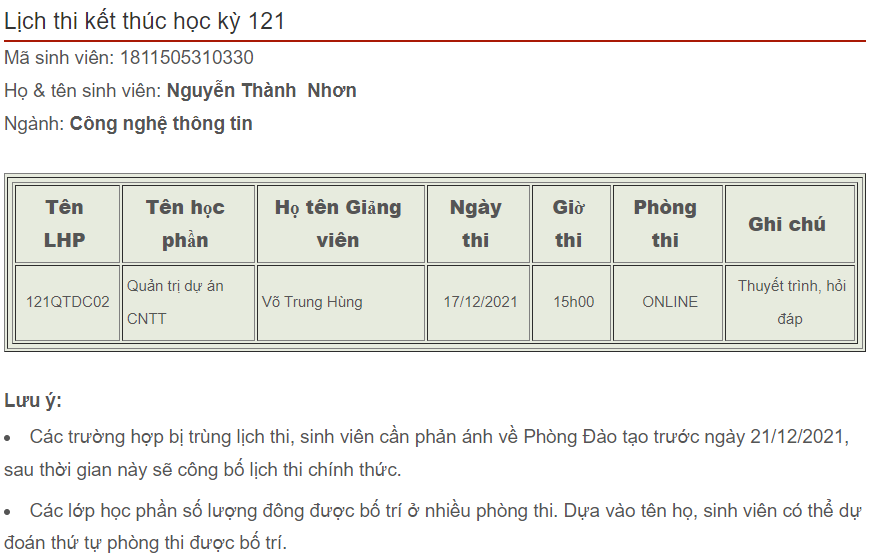 Lịch thi kết thúc học kỳ 121
Mã sinh viên: 1811505310330
Họ & tên sinh viên: Nguyễn Thành  Nhơn
Ngành: Công nghệ thông tin
Tên LHP
Tên học phần
Họ tên Giảng viên
Ngày thi
Giờ thi
Phòng thi
Ghi chú
121QTDC02
Quản trị dự án CNTT
Võ Trung Hùng
17/12/2021
15h00
ONLINE
Thuyết trình, hỏi đáp
Lưu ý:
• Các trường hợp bị trùng lịch thi, sinh viên cần phản ánh về Phòng Đào tạo trước ngày 21/12/2021,
sau thời gian này sẽ công bố lịch thi chính thức.
• Các lớp học phần số lượng đông được bố trí ở nhiều phòng thi. Dựa vào tên họ, sinh viên có thể dự
đoán thứ tự phòng thi được bố trí.